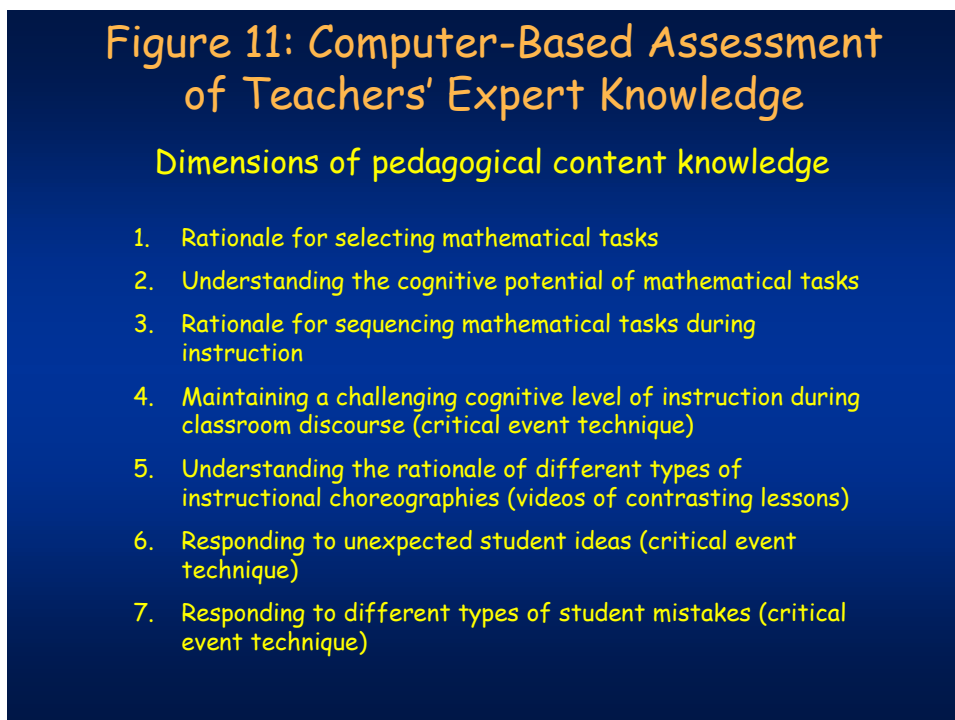 Figure 11: Computer-Based Assessment
of Teachers’ Expert Knowledge
Dimensions of pedagogical content knowledge
1. Rationale for selecting mathematical tasks
2. Understanding the cognitive potential of mathematical tasks
3. Rationale for sequencing mathematical tasks during
instruction
4. Maintaining a challenging cognitive level of instruction during
classroom discourse (critical event technique)
5. Understanding the rationale of different types of
instructional choreographies (videos of contrasting lessons)
6. Responding to unexpected student ideas (critical event
technique)
7. Responding to different types of student mistakes (critical
event technique)